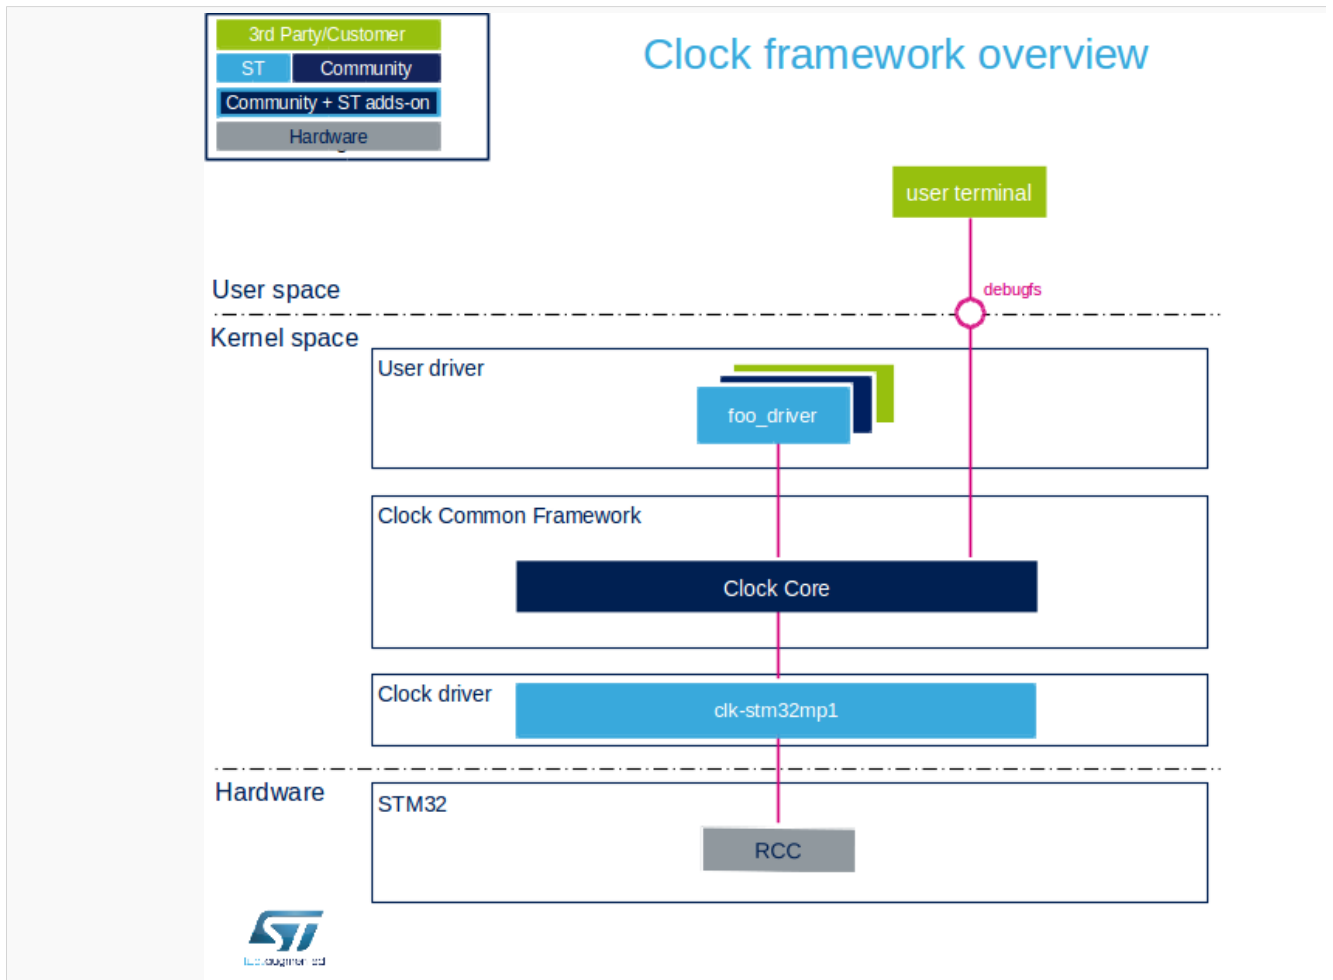 3rd Party/Customer
ST Community
Community + ST adds-on
Hardware
Clock framework overview
user terminal
User space
debugfs
Kernel space
User driver
foo_driver
Clock Common Framework
Clock Core
Clock driver
clk-stm32mp1
Hardware
STM32
RCC
ST